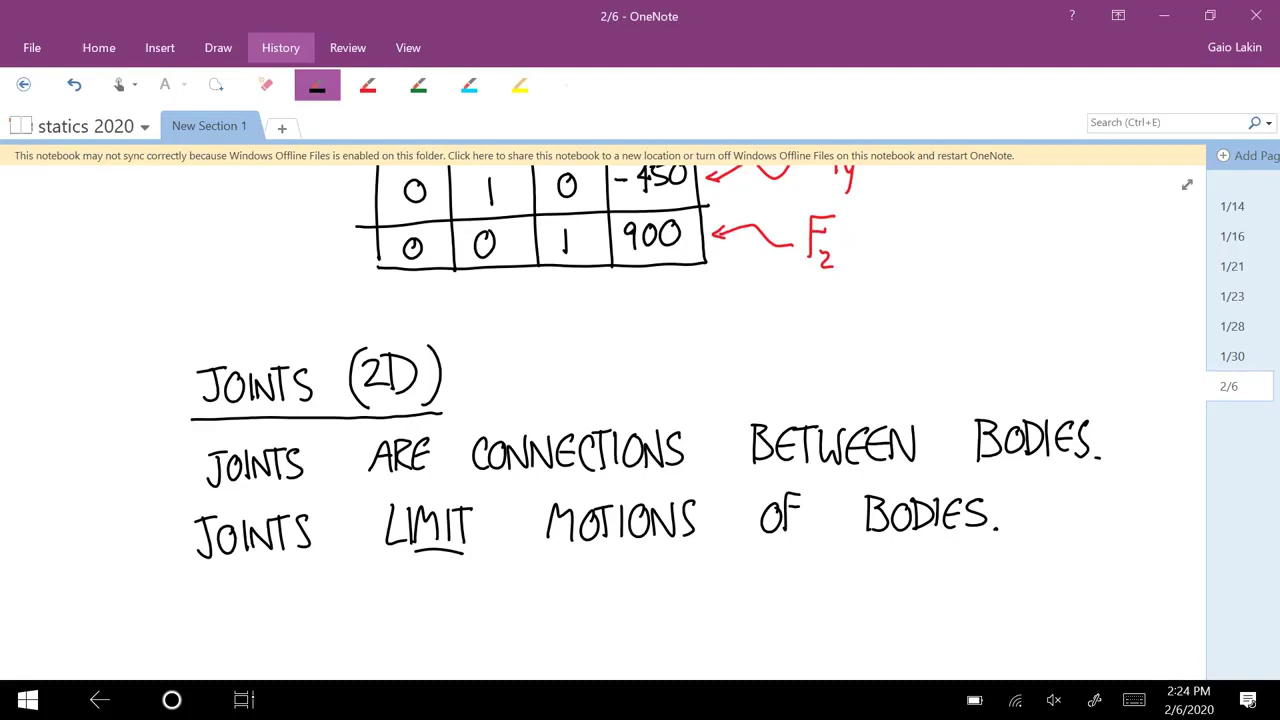 2/6 - OneNote
?
File Home Insert Draw History Review View
Gaio Lakin
A
statics 2020
New Section 1
+
Search (Ctrl+E)
This notebook may not sync correctly because Windows Offline Files is enabled on this folder. Click here to share this notebook to a new location or turn off Windows Offline Files on this notebook and restart OneNote.
Add Pag
0 1 0 -450
0 0 1 900 F2
JOINTS (2D)
JOINTS ARE CONNECTIONS BETWEEN BODIES.
JOINTS LIMIT MOTIONS OF BODIES.
1/14
1/16
1/21
1/23
1/28
1/30
2/6
2:24 PM
2/6/2020